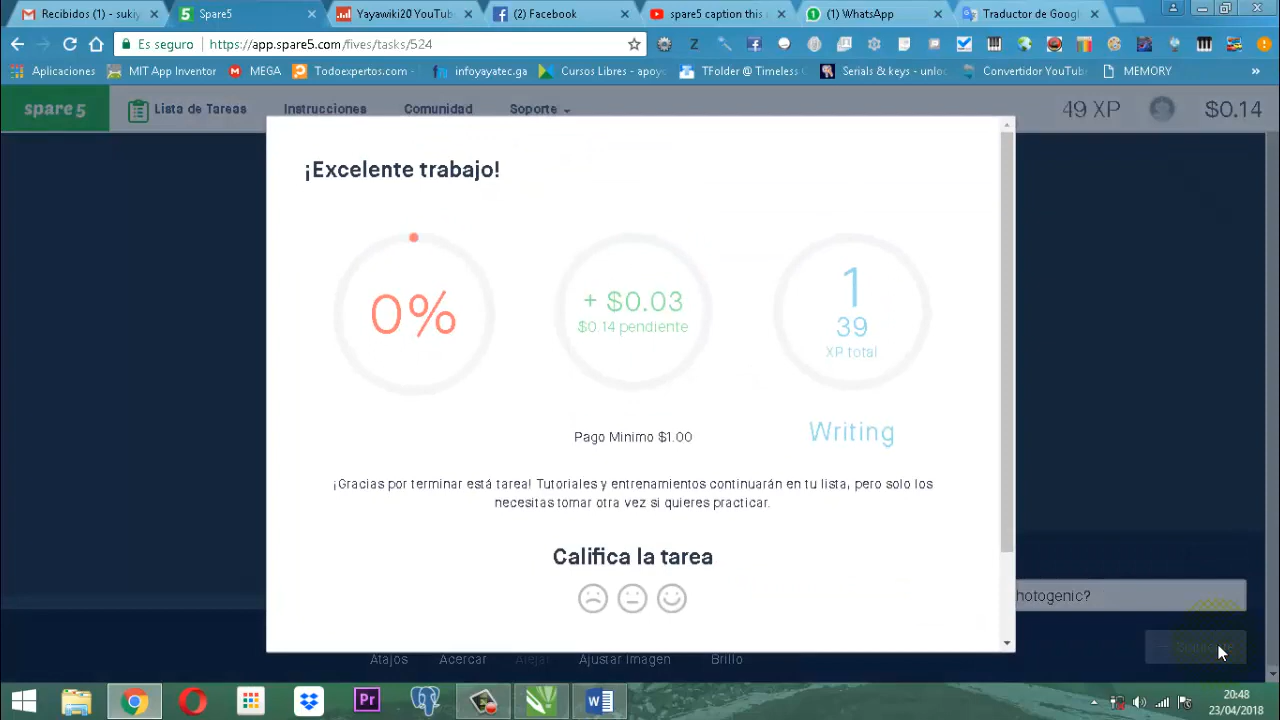 Recibidos (1) - sukiy
Spare5
Yayawiki20 YouTube
(2) Facebook
spare5 caption this
(1) WhatsApp
Traductor de Googl
Es seguro
https://app.spare5.com/fives/tasks/524
Aplicaciones
MIT App Inventor
MEGA
Todoexpertos.com -
infoyayatec.ga
Cursos Libres - apoyo
TFolder @ Timeless
Serials & keys - unloc
Convertidor YouTub
MEMORY
»
spare5
Lista de Tareas
Instrucciones
Comunidad
Soporte
49 XP
$0.14
¡Excelente trabajo!
0%
+ $0.03
$0.14 pendiente
1
39
XP total
Pago Minimo $1.00
Writing
¡Gracias por terminar está tarea! Tutoriales y entrenamientos continuarán en tu lista, pero solo los
necesitas tomar otra vez si quieres practicar.
Califica la tarea
hotogenic?
Atajos
Acercar
Alejar
Ajustar Imagen
Brillo
20:48
23/04/2018